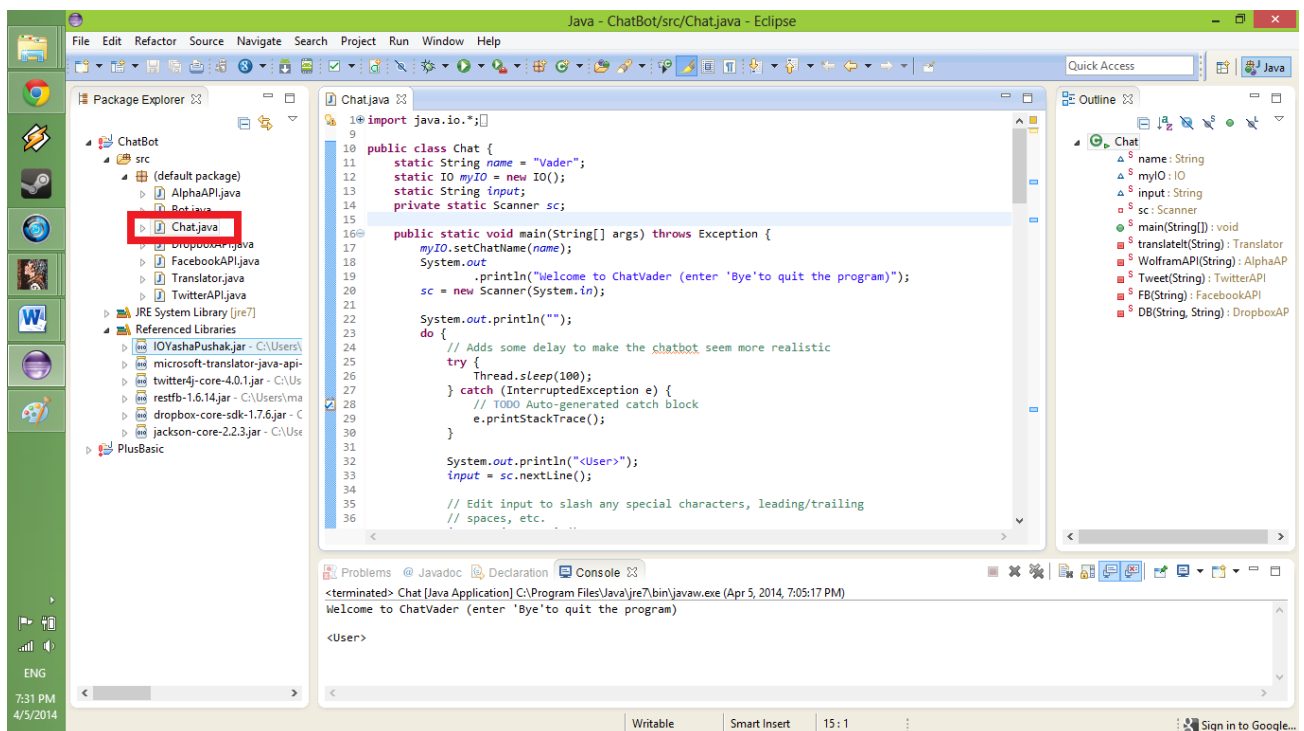 Java - ChatBot/src/Chat.java - Eclipse
File Edit Refactor Source Navigate Search Project Run Window Help
Quick Access
Java
Package Explorer
ChatBot
src
(default package)
AlphaAPI.java
Bot.java
Chat.java
DropboxAPI.java
FacebookAPI.java
Translator.java
TwitterAPI.java
JRE System Library [jre7]
Referenced Libraries
IOYashaPushak.jar - C:\Users\
microsoft-translator-java-api-
twitter4j-core-4.0.1.jar - C:\Us
restfb-1.6.14.jar - C:\Users\ma
dropbox-core-sdk-1.7.6.jar - C
jackson-core-2.2.3.jar - C:\Use
PlusBasic
Chat.java
1 import java.io.*;
9
10 public class Chat {
11 static String name = "Vader";
12 static IO myIO = new IO();
13 static String input;
14 private static Scanner sc;
15
16 public static void main(String[] args) throws Exception {
17 myIO.setChatName(name);
18 System.out
19 .println("Welcome to ChatVader (enter 'Bye'to quit the program)");
20 sc = new Scanner(System.in);
21
22 System.out.println("");
23 do {
24 // Adds some delay to make the chatbot seem more realistic
25 try {
26 Thread.sleep(100);
27 } catch (InterruptedException e) {
28 // TODO Auto-generated catch block
29 e.printStackTrace();
30 }
31
32 System.out.println("<User>");
33 input = sc.nextLine();
34
35 // Edit input to slash any special characters, leading/trailing
36 // spaces, etc.
Outline
Chat
name : String
myIO : IO
input : String
sc : Scanner
main(String[]) : void
translateIt(String) : Translator
WolframAPI(String) : AlphaAP
Tweet(String) : TwitterAPI
FB(String) : FacebookAPI
DB(String, String) : DropboxAP
Problems @ Javadoc Declaration Console
<terminated> Chat [Java Application] C:\Program Files\Java\jre7\bin\javaw.exe (Apr 5, 2014, 7:05:17 PM)
Welcome to ChatVader (enter 'Bye'to quit the program)
<User>
ENG
7:31 PM
4/5/2014
Writable Smart Insert 15 : 1
Sign in to Google...